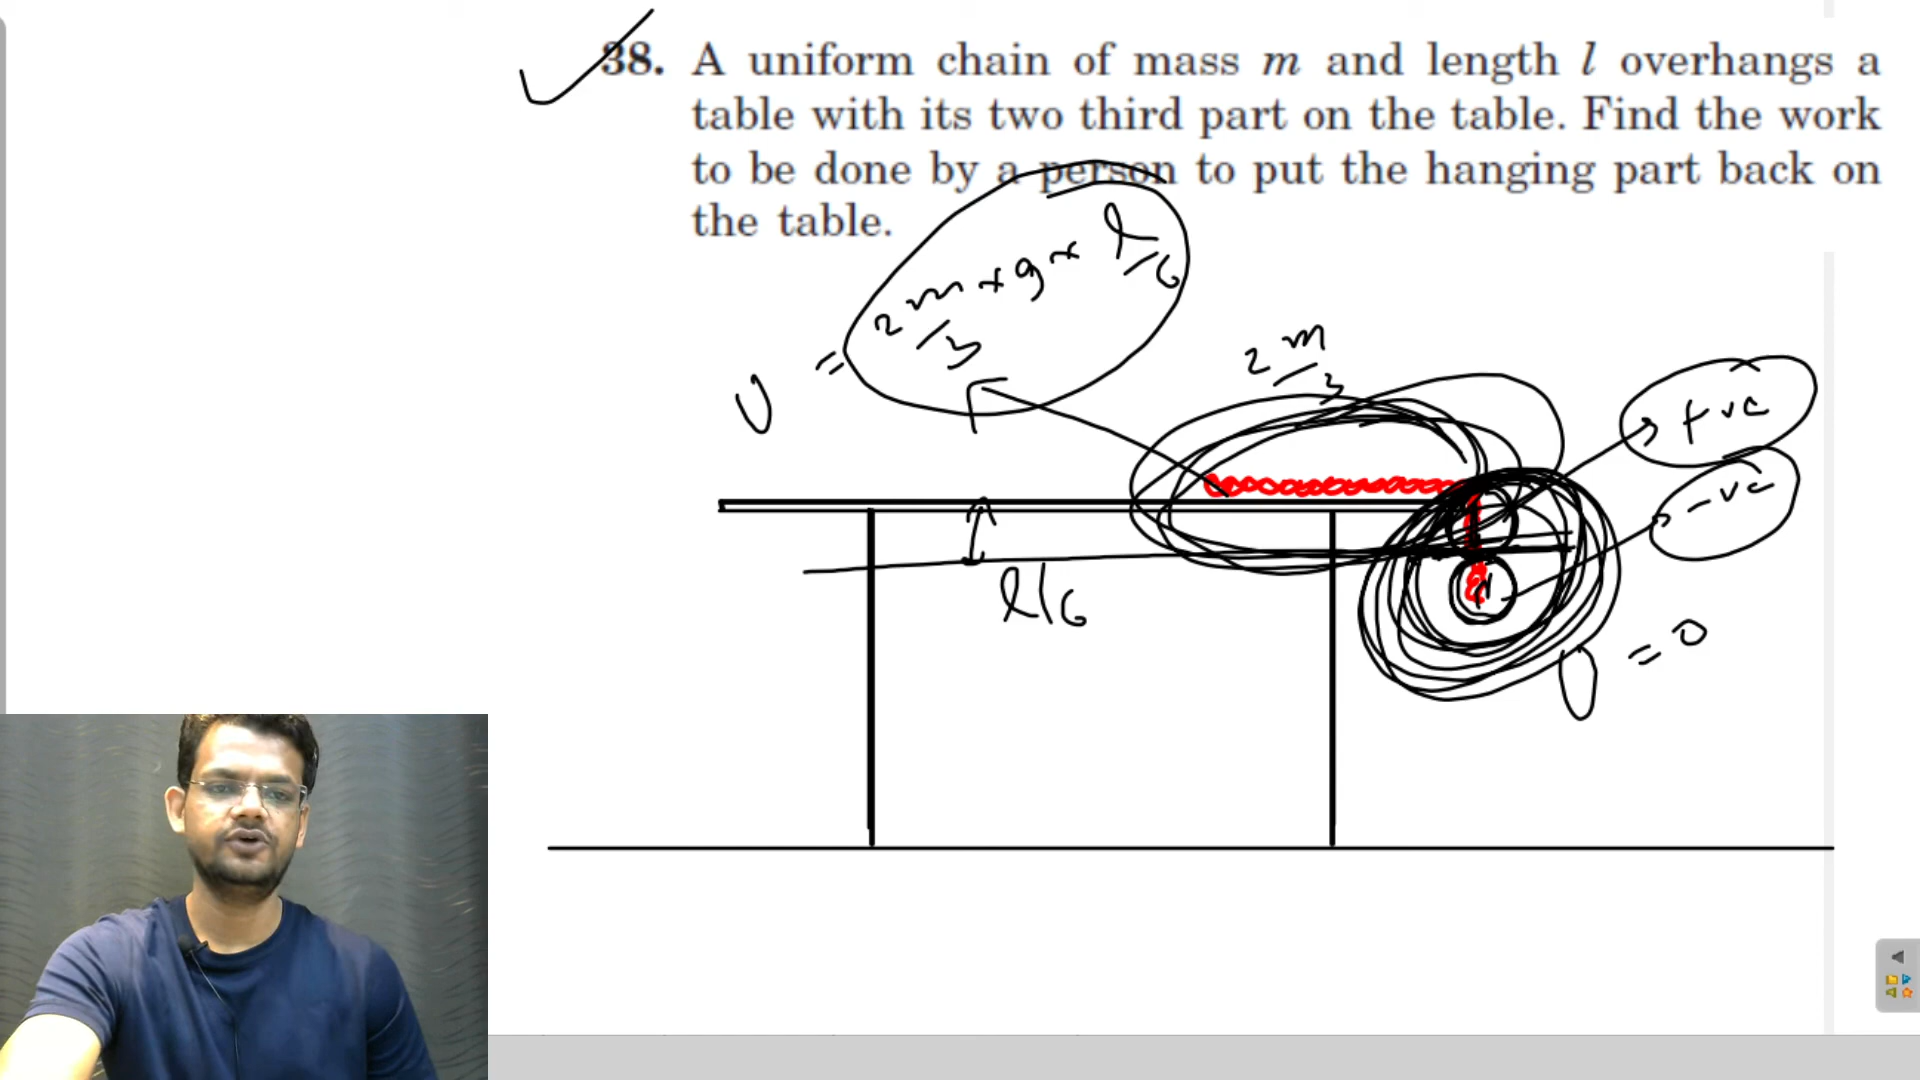 38. A uniform chain of mass m and length l overhangs a
table with its two third part on the table. Find the work
to be done by a person to put the hanging part back on
the table.
U = 2m/3 × g × l/6
2m/3
+ve
-ve
l/6
U = 0